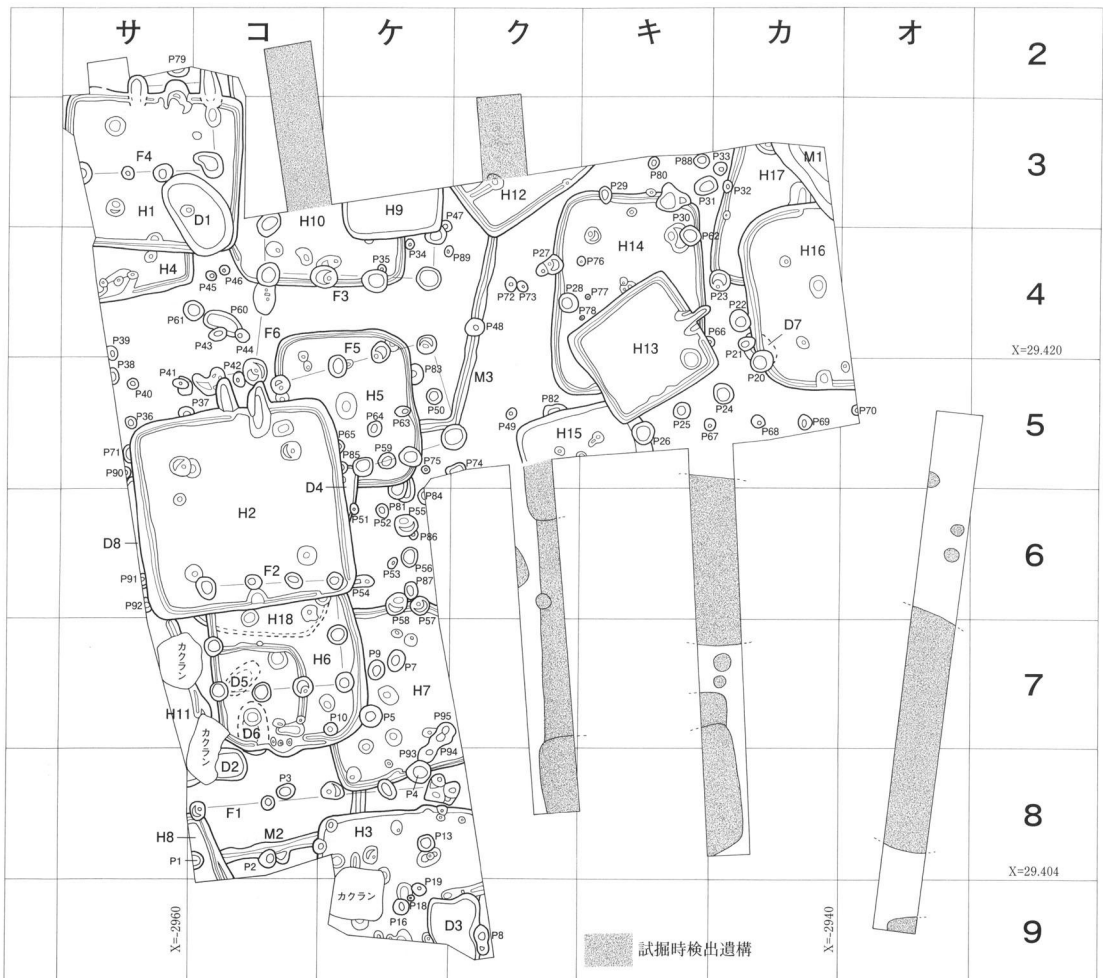 サ コ ケ ク キ カ オ
2
P79
3
F4
H1
D1
H10
H9
P47
H12
P29
P80
P88
P33
P31
P32
H17
M1
P30
P62
H14
H16
H4
P45
P46
P35
P34
P89
F3
P27
P76
P72
P73
P28
P77
P78
P23
4
P61
P60
P43
P44
F6
P48
P66
P22
P21
D7
P20
H13
X=29.420
P39
P38
P41
P42
P40
P37
F5
P83
M3
H5
P64
P63
P50
P49
P82
P24
P25
P67
P68
P69
P70
5
P36
P71
P90
P65
P85
P59
P75
P74
H15
P26
D4
H2
P51
P81
P52
P55
P84
P86
D8
6
P53
P56
P91
P92
F2
P54
P87
P58
P57
H18
カクラン
H6
P9
P7
H7
7
D5
H11
D6
P10
P5
P95
P93
P94
カクラン
D2
P3
P4
F1
H8
M2
H3
P13
8
P1
P2
X=29.404
カクラン
P19
P18
P16
D3
P8
9
X=-2960
X=-2940
試掘時検出遺構